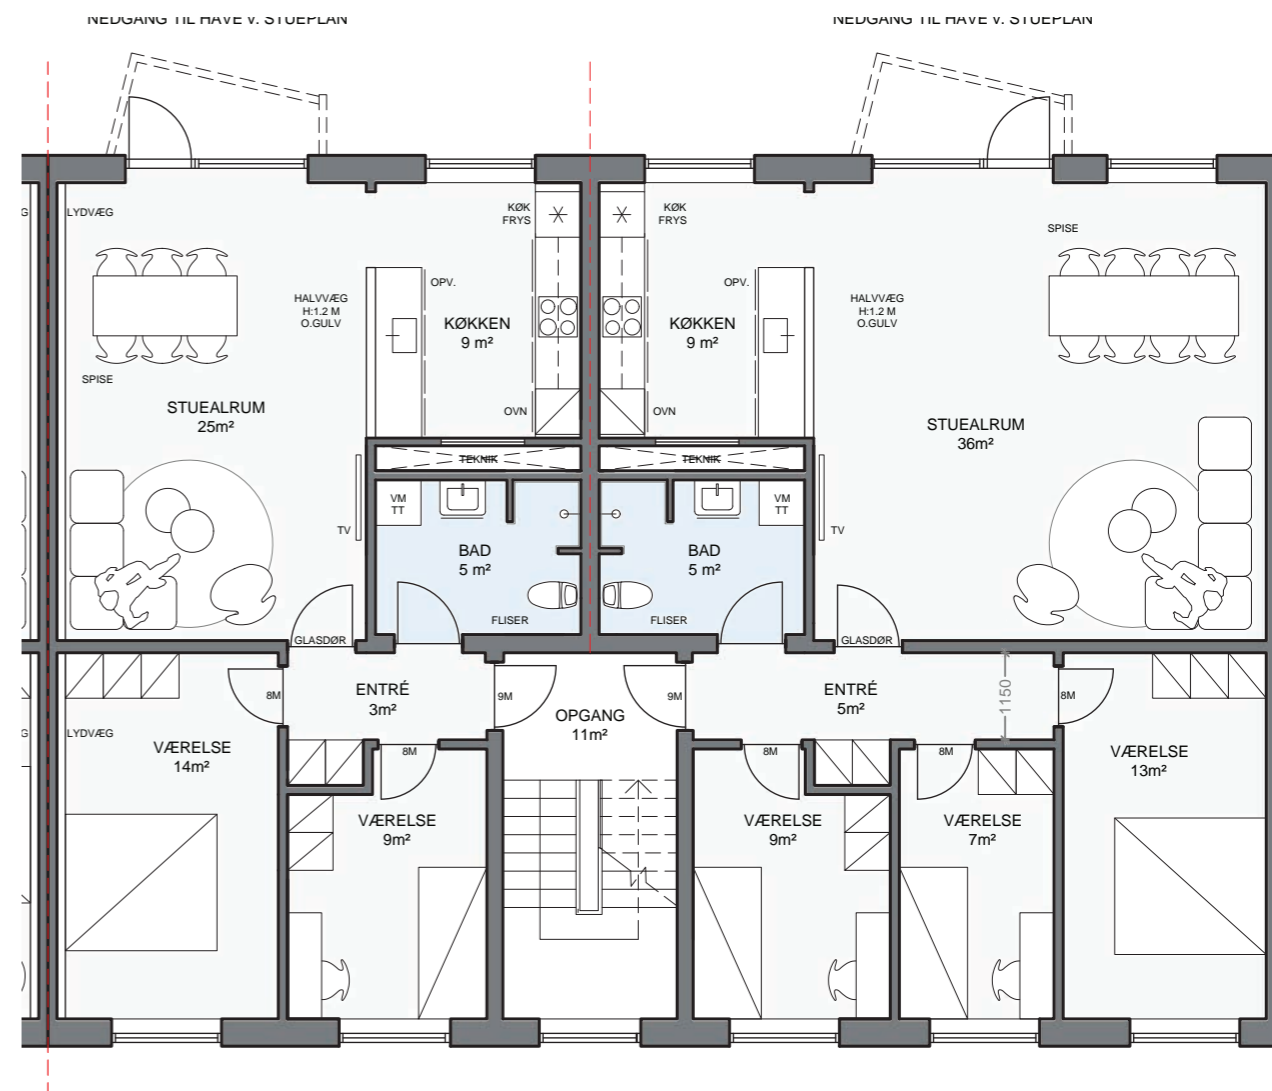 NEDGANG TIL HAVE V. STUEPLAN
NEDGANG TIL HAVE V. STUEPLAN
G
LYDVÆG
KØK
FRYS
KØK
FRYS
SPISE
OPV.
OPV.
HALVVÆG
H:1.2 M
O.GULV
HALVVÆG
H:1.2 M
O.GULV
KØKKEN
9 m²
KØKKEN
9 m²
SPISE
STUEALRUM
25m²
OVN
OVN
STUEALRUM
36m²
TEKNIK
TEKNIK
VM
TT
VM
TT
TV
TV
BAD
5 m²
BAD
5 m²
FLISER
FLISER
GLASDØR
GLASDØR
8M
ENTRÉ
3m²
9M
OPGANG
11m²
9M
ENTRÉ
5m²
1150
8M
G
LYDVÆG
VÆRELSE
14m²
8M
8M
8M
VÆRELSE
13m²
VÆRELSE
9m²
VÆRELSE
9m²
VÆRELSE
7m²